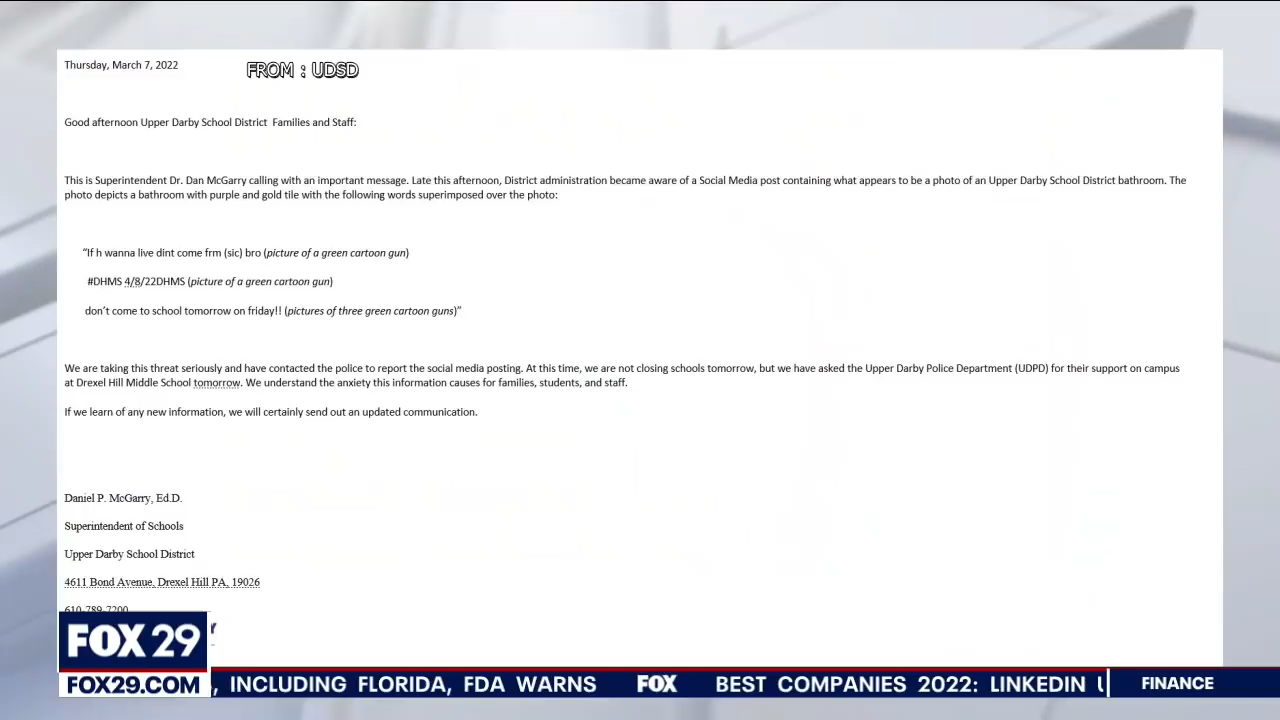 Thursday, March 7, 2022
FROM : UDSD
Good afternoon Upper Darby School District Families and Staff:
This is Superintendent Dr. Dan McGarry calling with an important message. Late this afternoon, District administration became aware of a Social Media post containing what appears to be a photo of an Upper Darby School District bathroom. The
photo depicts a bathroom with purple and gold tile with the following words superimposed over the photo:
“If h wanna live dint come frm (sic) bro (picture of a green cartoon gun)
#DHMS 4/8/22DHMS (picture of a green cartoon gun)
don’t come to school tomorrow on friday!! (pictures of three green cartoon guns)”
We are taking this threat seriously and have contacted the police to report the social media posting. At this time, we are not closing schools tomorrow, but we have asked the Upper Darby Police Department (UDPD) for their support on campus
at Drexel Hill Middle School tomorrow. We understand the anxiety this information causes for families, students, and staff.
If we learn of any new information, we will certainly send out an updated communication.
Daniel P. McGarry, Ed.D.
Superintendent of Schools
Upper Darby School District
4611 Bond Avenue, Drexel Hill PA, 19026
610-789-7200
FOX 29
FOX29.COM
, INCLUDING FLORIDA, FDA WARNS FOX BEST COMPANIES 2022: LINKEDIN
FINANCE